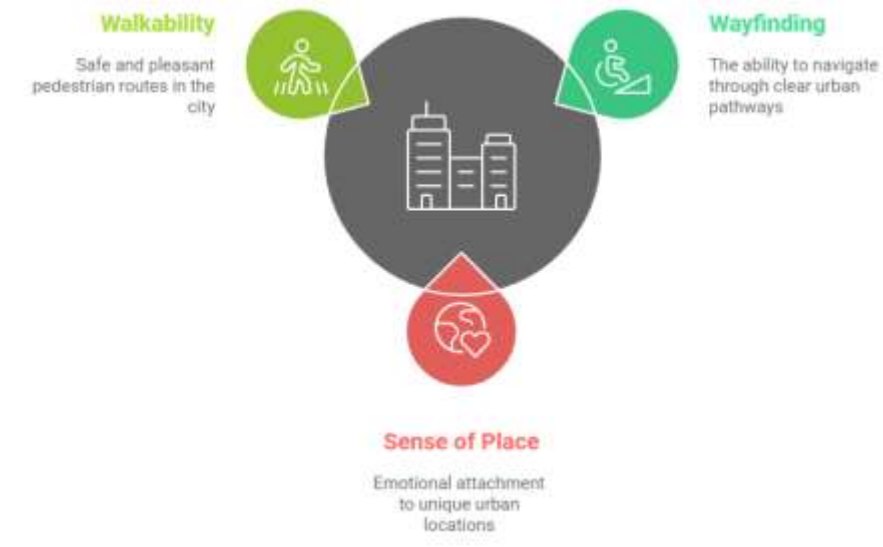 Walkability
Safe and pleasant
pedestrian routes in the
city
Wayfinding
The ability to navigate
through clear urban
pathways
Sense of Place
Emotional attachment
to unique urban
locations